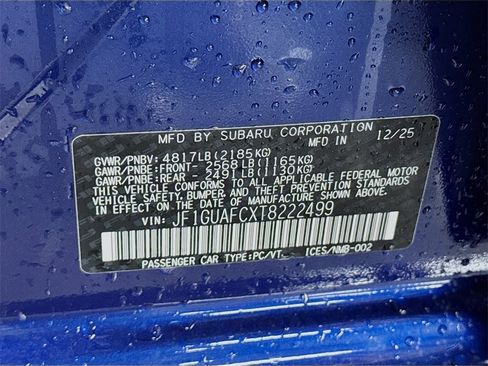 MFD BY SUBARU CORPORATION
MFD IN 12/25
GVWR/PNBV: 4817LB(2185KG)
GAWR/PNBE:FRONT- 2568LB(1165KG)
GAWR/PNBE:REAR 2491LB(1130KG)
THIS VEHICLE CONFORMS TO ALL APPLICABLE FEDERAL MOTOR
VEHICLE SAFETY, BUMPER, AND THEFT PREVENTION STANDARDS
IN EFFECT ON THE DATE OF MANUFACTURE SHOWN ABOVE.
VIN: JF1GUAFCXT8222499
PASSENGER CAR TYPE:PC/VT. ICES/NMB-002